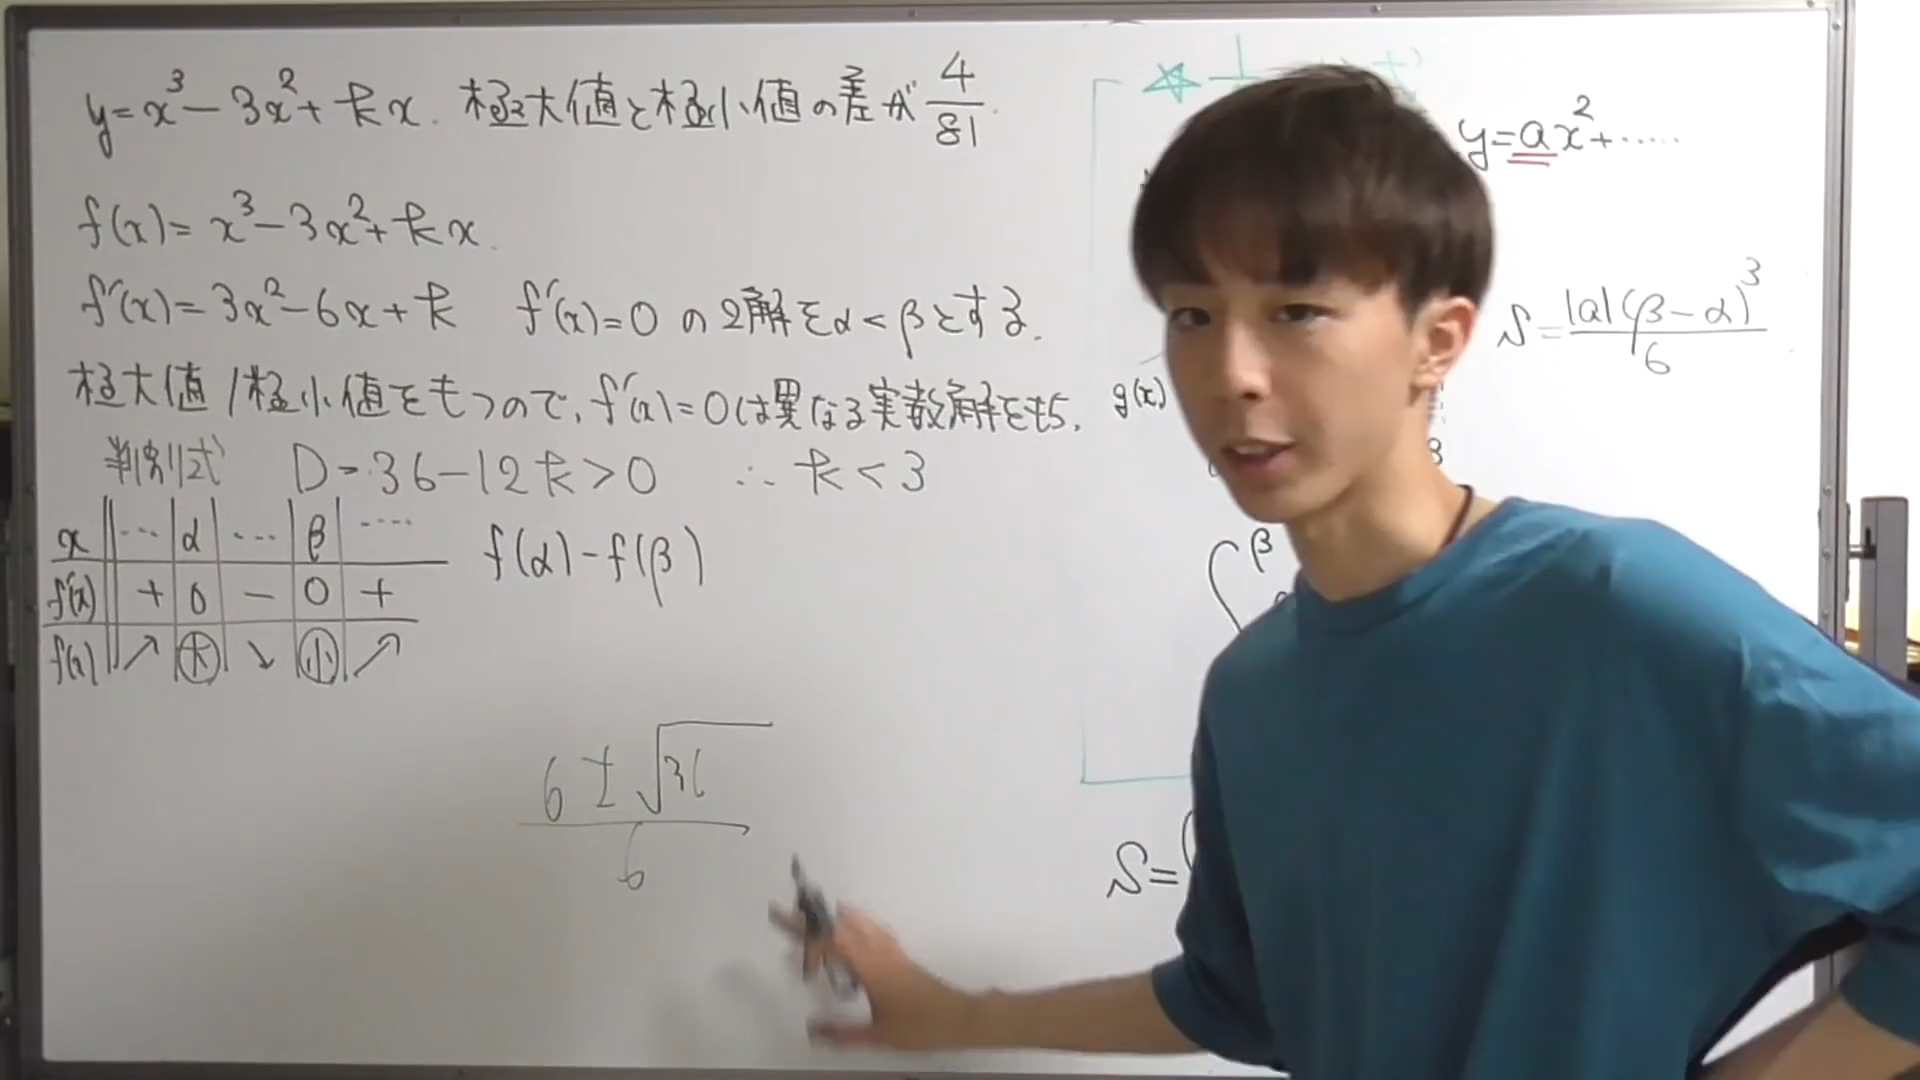 y=x³-3x²+kx. 極大値と極小値の差が 4/81.
f(x)=x³-3x²+kx.
f'(x)=3x²-6x+k f'(x)=0の2解をα<βとする.
極大値/極小値をもつので,f'(x)=0は異なる実数解をもち,
判別式 D=36-12k>0 ∴k<3
x … α … β …
f'(x) + 0 - 0 +
f(x) ↗ 大 ↘ 小 ↗
f(α)-f(β)
6±√36
6
☆
y=ax²+……
S=|a|(β-α)³/6
g(x)
β
S=